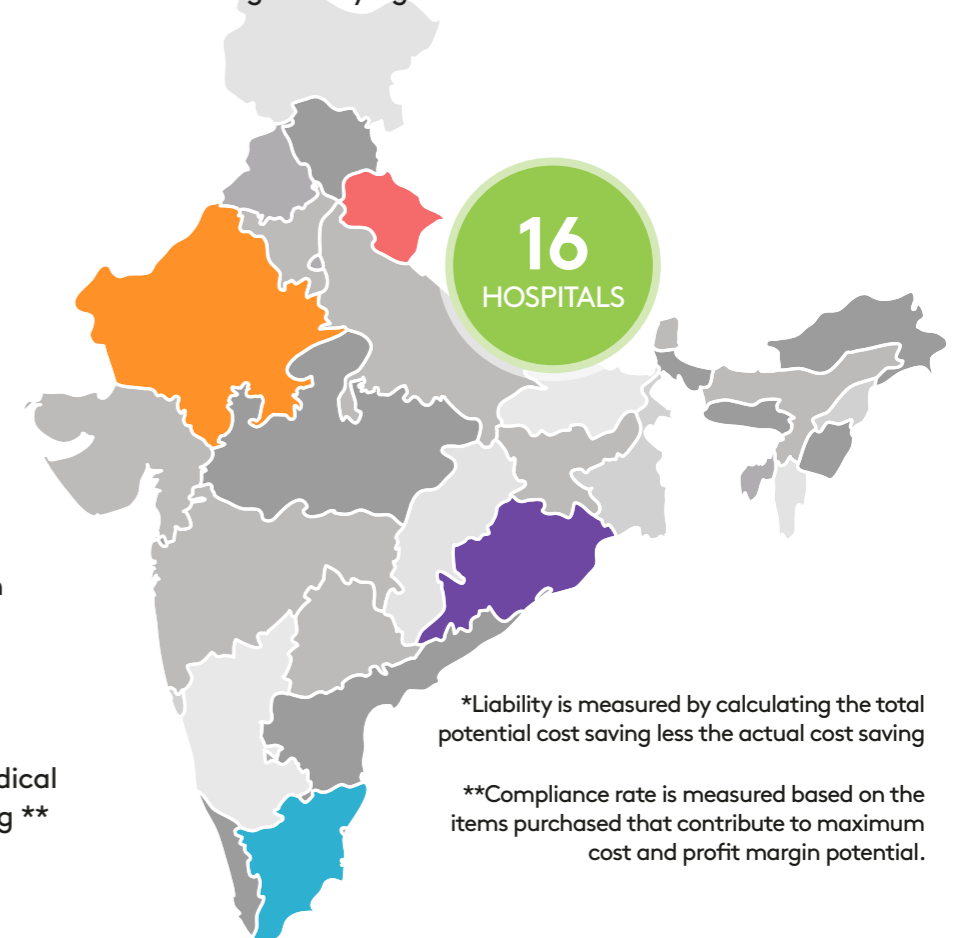 16
HOSPITALS
*Liability is measured by calculating the total
potential cost saving less the actual cost saving
dical
g **
**Compliance rate is measured based on the
items purchased that contribute to maximum
cost and profit margin potential.